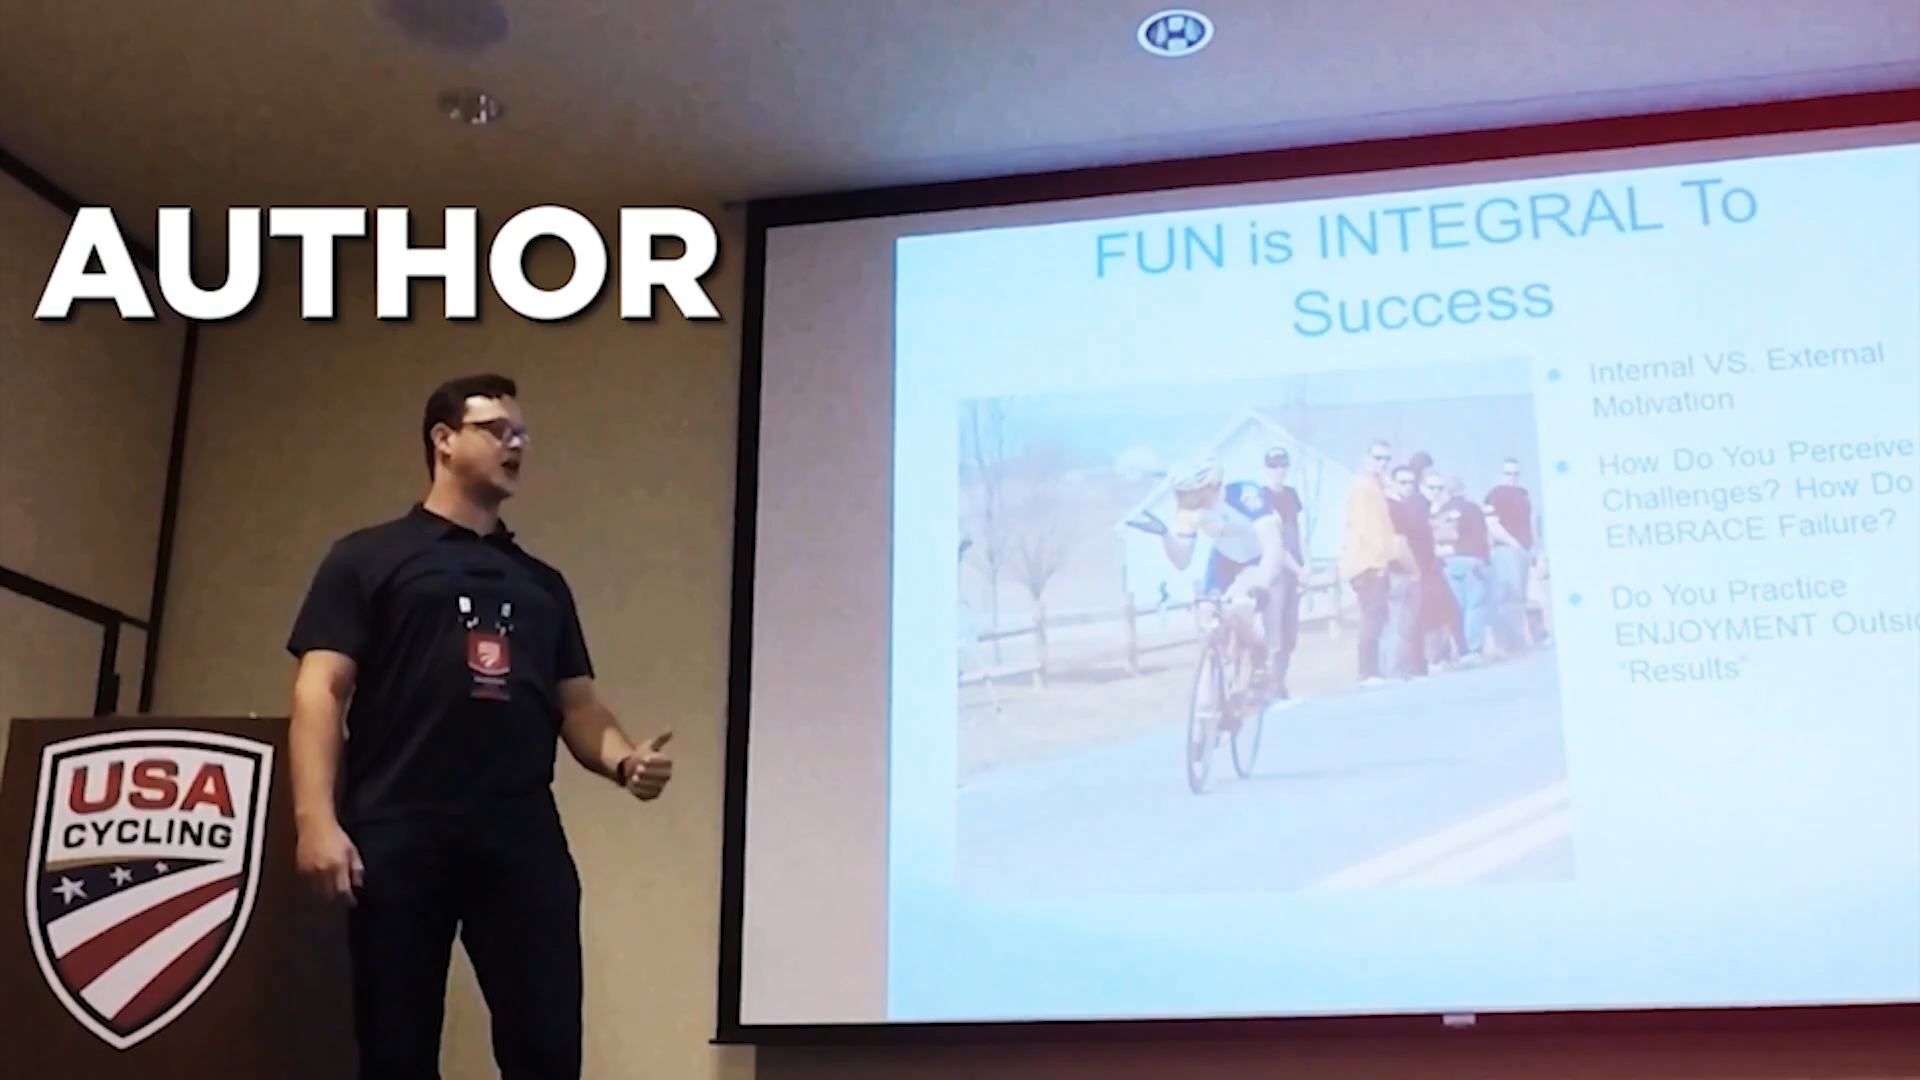 AUTHOR
FUN is INTEGRAL To
Success
Internal VS. External
Motivation
How Do You Perceive
Challenges? How Do
EMBRACE Failure?
Do You Practice
ENJOYMENT
"Results"
USA
CYCLING